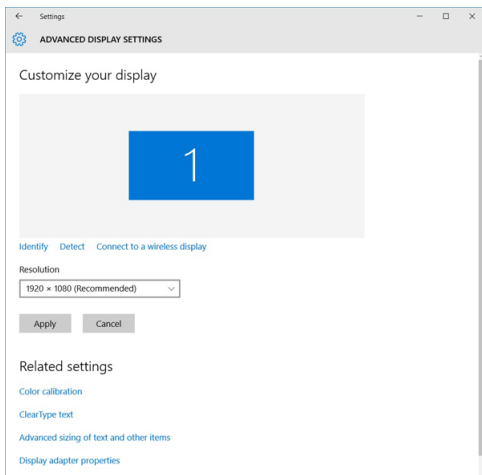 Settings
ADVANCED DISPLAY SETTINGS
Customize your display
1
Identify Detect Connect to a wireless display
Resolution
1920 × 1080 (Recommended)
Apply Cancel
Related settings
Color calibration
ClearType text
Advanced sizing of text and other items
Display adapter properties